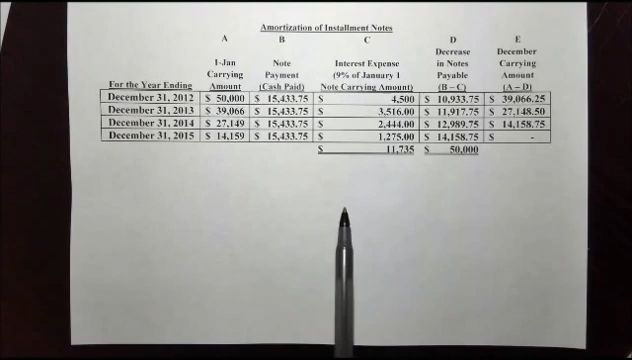 Amortization of Installment Notes
A B C D E
Decrease December
1-Jan Note Interest Expense in Notes Carrying
Carrying Payment (9% of January 1 Payable Amount
For the Year Ending Amount (Cash Paid) Note Carrying Amount) (B – C) (A – D)
December 31, 2012 $ 50,000 $ 15,433.75 $ 4,500 $ 10,933.75 $ 39,066.25
December 31, 2013 $ 39,066 $ 15,433.75 $ 3,516.00 $ 11,917.75 $ 27,148.50
December 31, 2014 $ 27,149 $ 15,433.75 $ 2,444.00 $ 12,989.75 $ 14,158.75
December 31, 2015 $ 14,159 $ 15,433.75 $ 1,275.00 $ 14,158.75 $ -
$ 11,735 $ 50,000